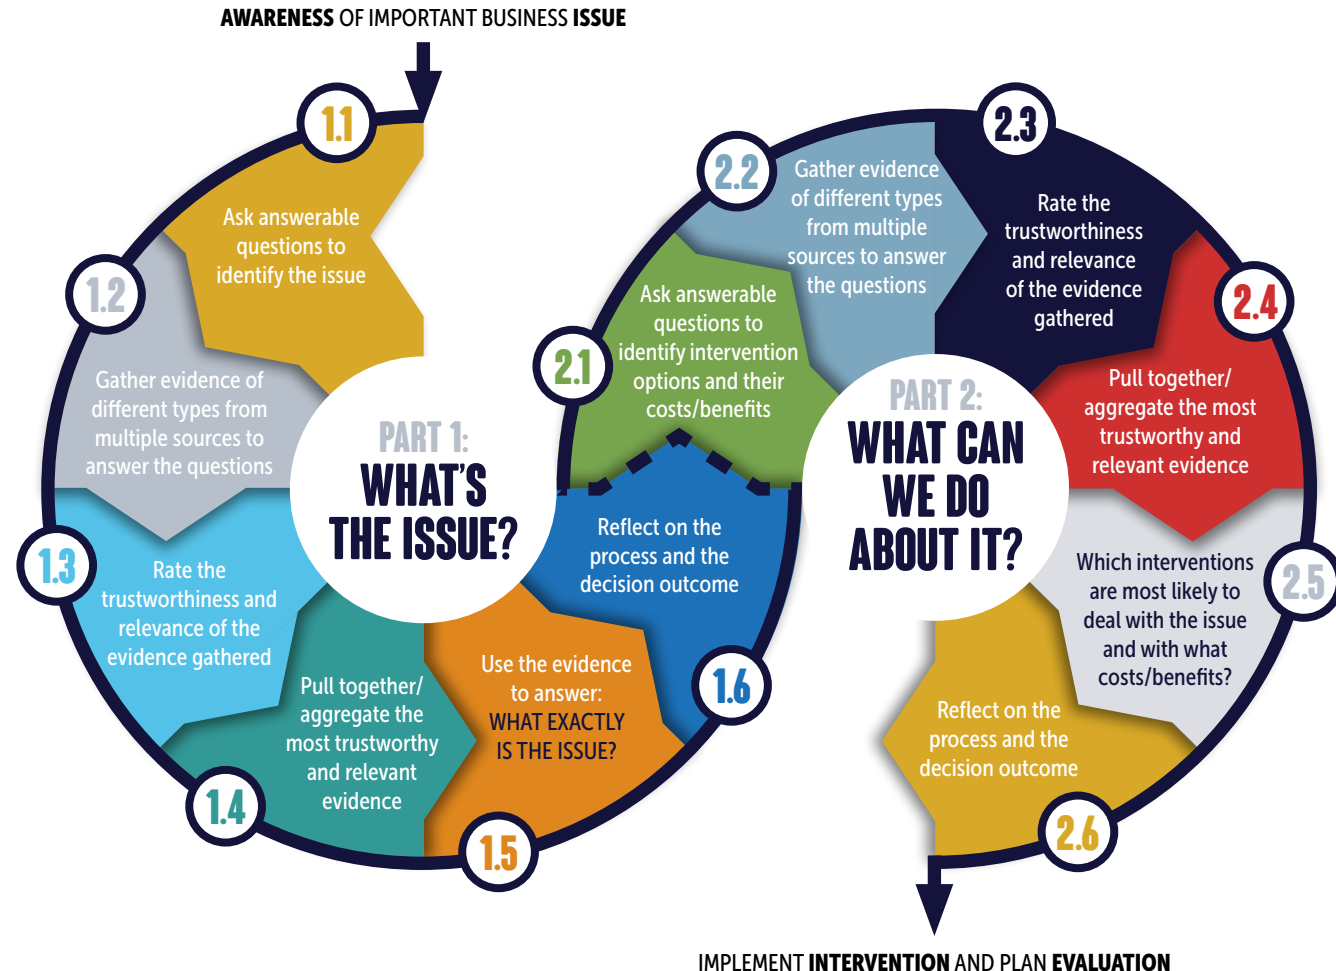 AWARENESS OF IMPORTANT BUSINESS ISSUE
1.1
Ask answerable
questions to
identify the issue
1.2
Gather evidence of
different types from
multiple sources to
answer the questions
1.3
Rate the
trustworthiness and
relevance of the
evidence gathered
1.4
Pull together/
aggregate the
most trustworthy
and relevant
evidence
1.5
Use the evidence
to answer:
WHAT EXACTLY
IS THE ISSUE?
1.6
Reflect on the
process and the
decision outcome
PART 1:
WHAT'S
THE ISSUE?
2.1
Ask answerable
questions to
identify intervention
options and their
costs/benefits
2.2
Gather evidence
of different types
from multiple
sources to answer
the questions
2.3
Rate the
trustworthiness
and relevance
of the evidence
gathered
2.4
Pull together/
aggregate the most
trustworthy and
relevant evidence
2.5
Which interventions
are most likely to
deal with the issue
and with what
costs/benefits?
2.6
Reflect on the
process and the
decision outcome
PART 2:
WHAT CAN
WE DO
ABOUT IT?
IMPLEMENT INTERVENTION AND PLAN EVALUATION